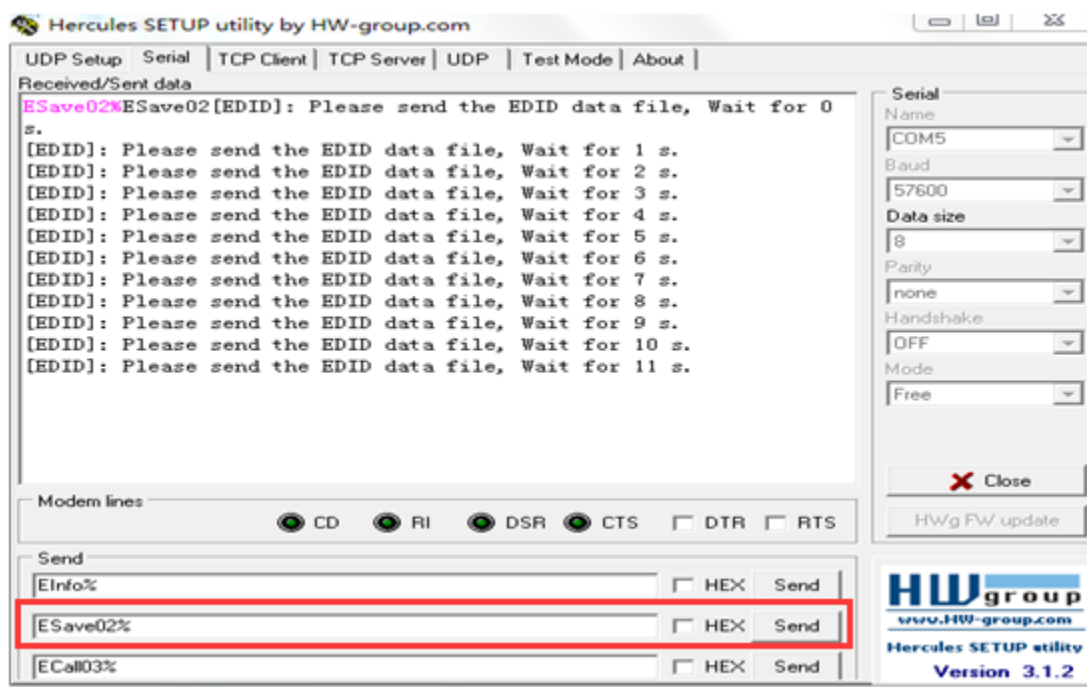 Hercules SETUP utility by HW-group.com
UDP Setup Serial TCP Client TCP Server UDP Test Mode About
Received/Sent data
ESave02%ESave02[EDID]: Please send the EDID data file, Wait for 0
s.
[EDID]: Please send the EDID data file, Wait for 1 s.
[EDID]: Please send the EDID data file, Wait for 2 s.
[EDID]: Please send the EDID data file, Wait for 3 s.
[EDID]: Please send the EDID data file, Wait for 4 s.
[EDID]: Please send the EDID data file, Wait for 5 s.
[EDID]: Please send the EDID data file, Wait for 6 s.
[EDID]: Please send the EDID data file, Wait for 7 s.
[EDID]: Please send the EDID data file, Wait for 8 s.
[EDID]: Please send the EDID data file, Wait for 9 s.
[EDID]: Please send the EDID data file, Wait for 10 s.
[EDID]: Please send the EDID data file, Wait for 11 s.
Serial
Name
COM5
Baud
57600
Data size
8
Parity
none
Handshake
OFF
Mode
Free
Close
HWg FW update
Modem lines
CD RI DSR CTS DTR RTS
Send
EInfo% HEX Send
ESave02% HEX Send
ECall03% HEX Send
HWgroup
www.HW-group.com
Hercules SETUP utility
Version 3.1.2